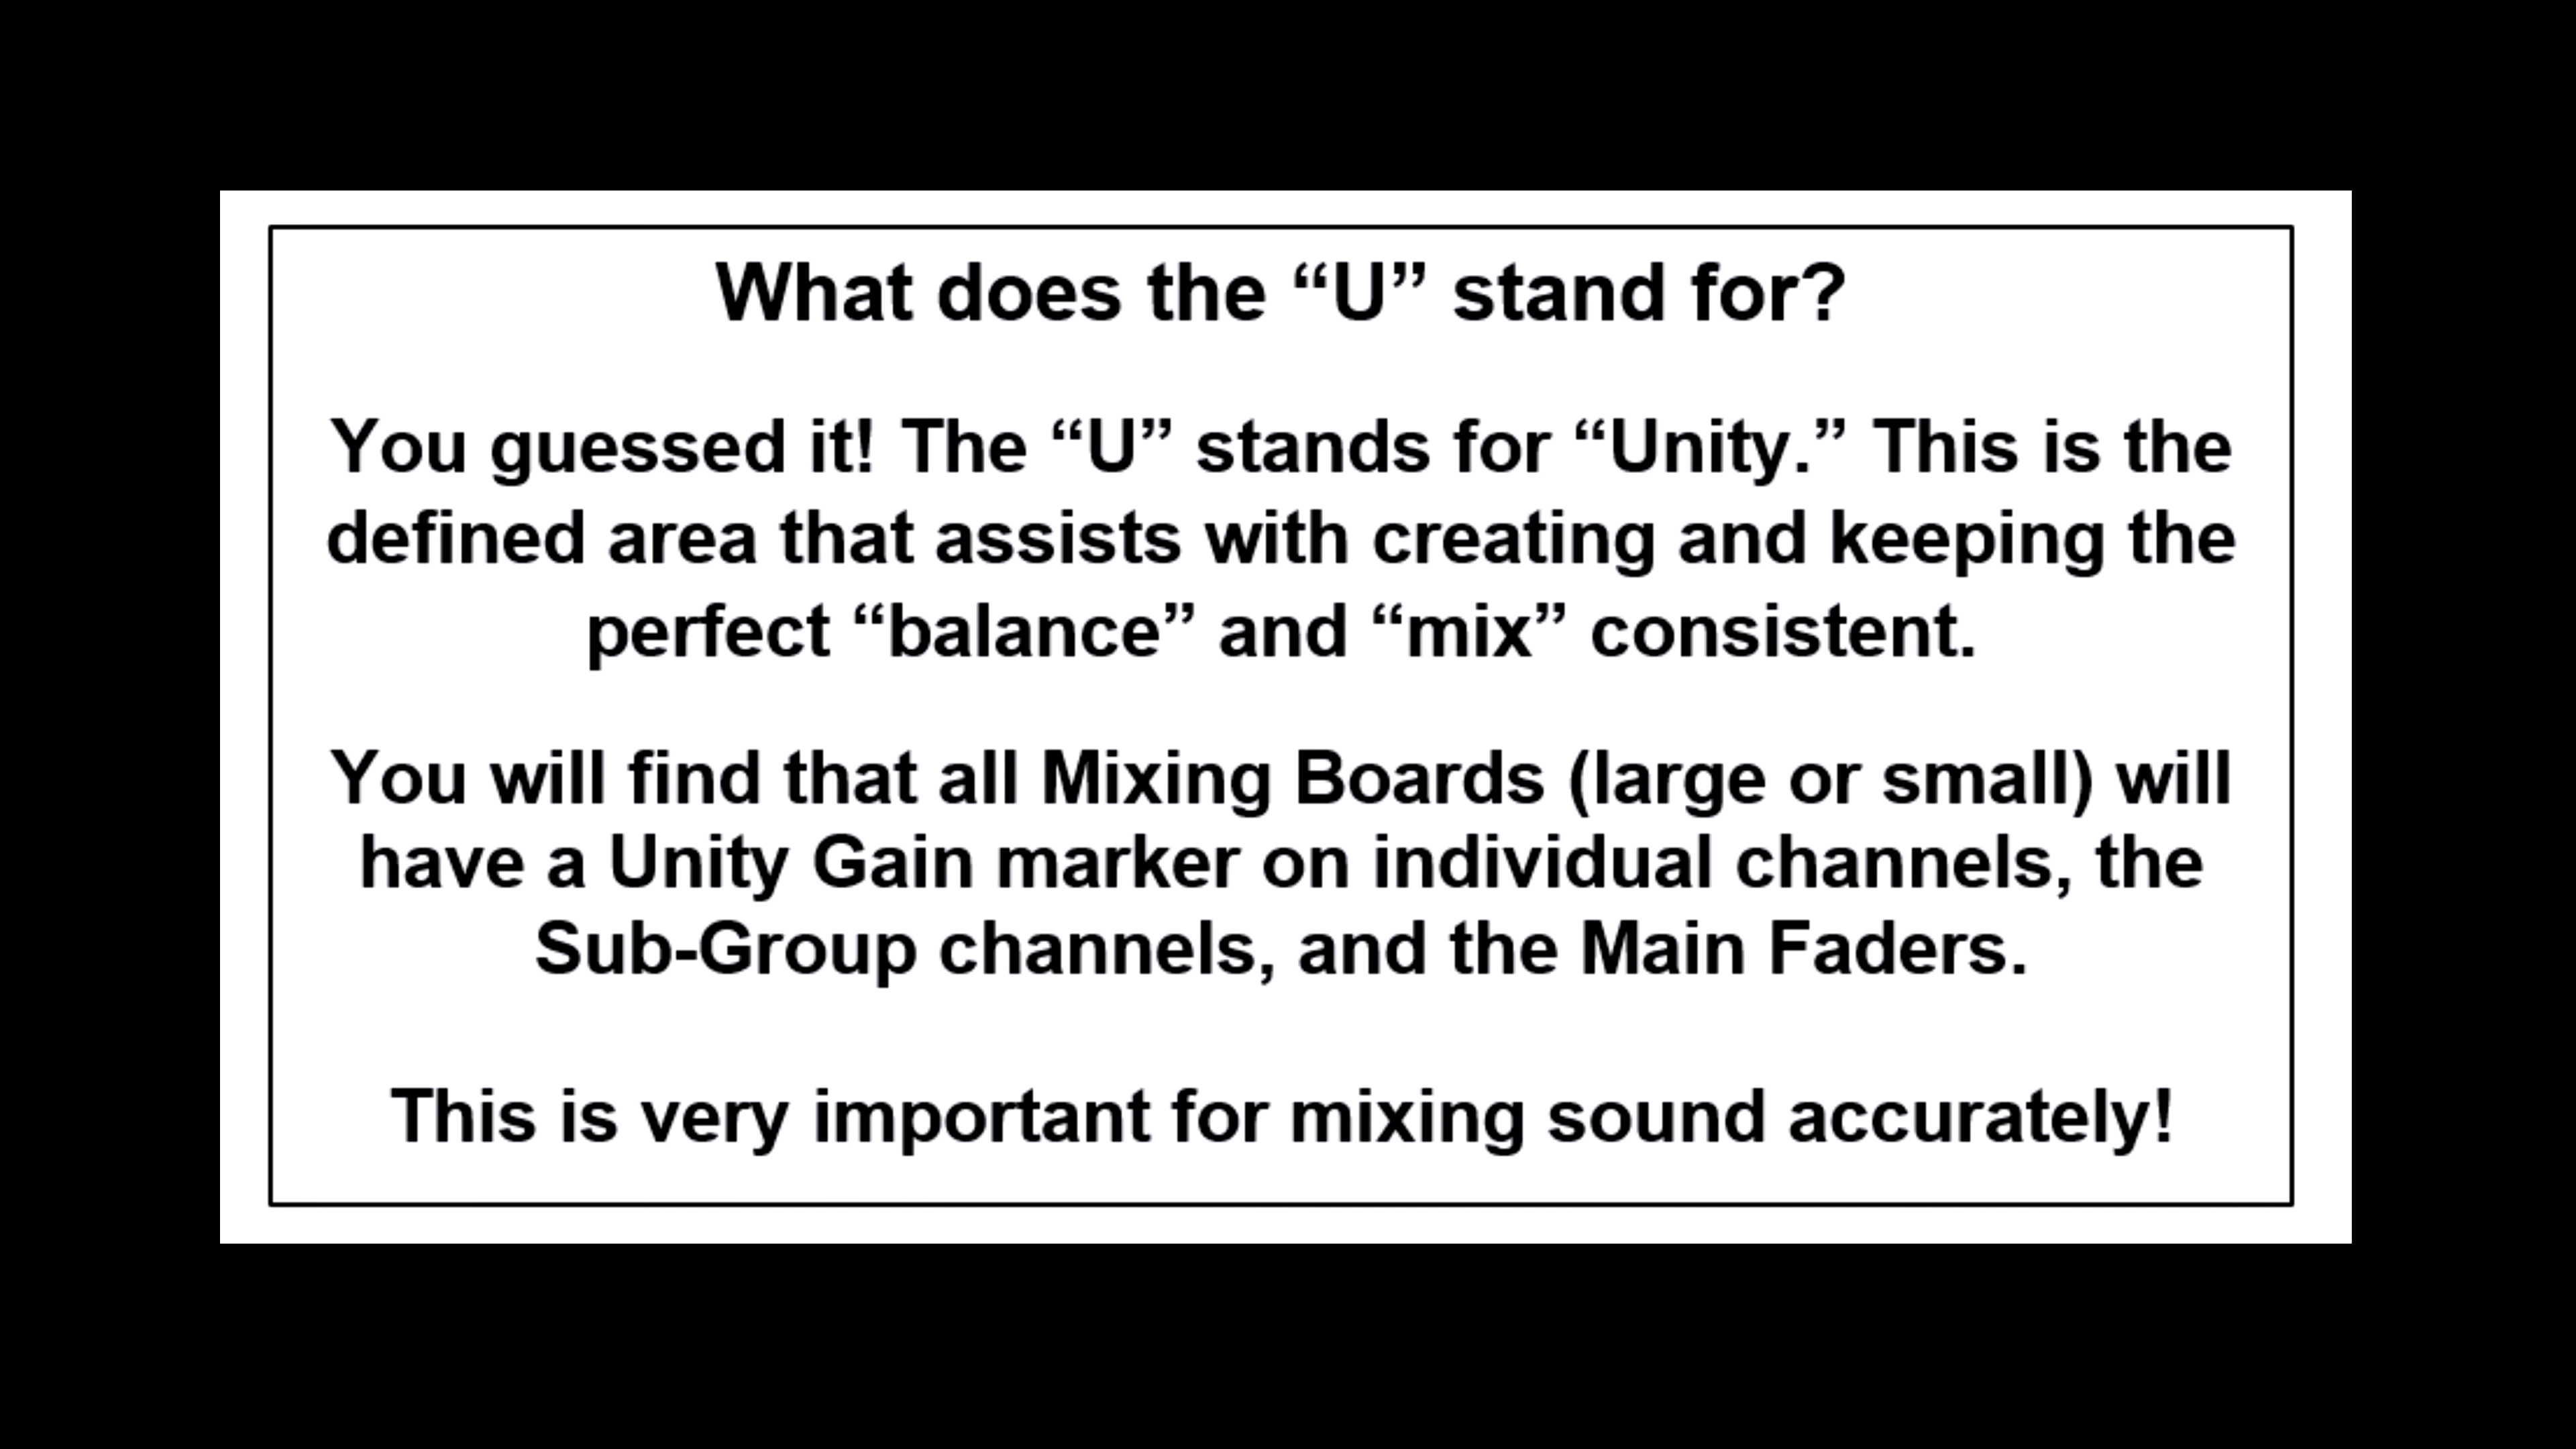 What does the “U” stand for?
You guessed it! The “U” stands for “Unity.” This is the
defined area that assists with creating and keeping the
perfect “balance” and “mix” consistent.
You will find that all Mixing Boards (large or small) will
have a Unity Gain marker on individual channels, the
Sub-Group channels, and the Main Faders.
This is very important for mixing sound accurately!